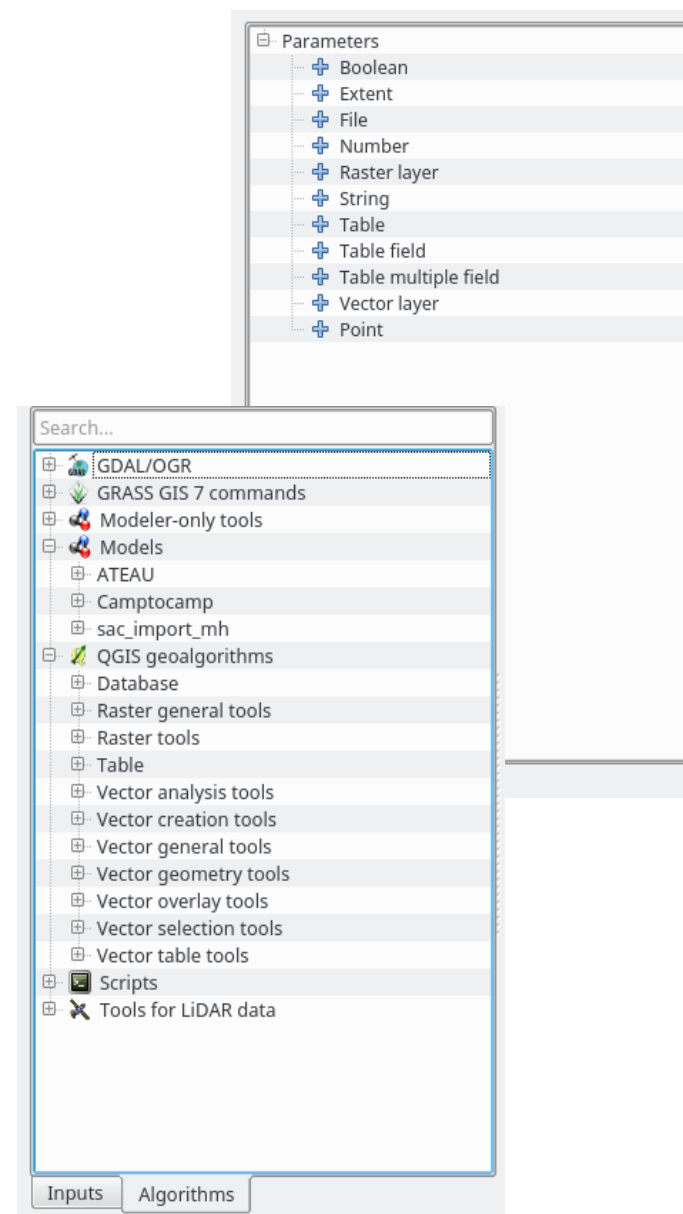 Parameters
Boolean
Extent
File
Number
Raster layer
String
Table
Table field
Table multiple field
Vector layer
Point
Search...
GDAL/OGR
GRASS GIS 7 commands
Modeler-only tools
Models
ATEAU
Camptocamp
sac_import_mh
QGIS geoalgorithms
Database
Raster general tools
Raster tools
Table
Vector analysis tools
Vector creation tools
Vector general tools
Vector geometry tools
Vector overlay tools
Vector selection tools
Vector table tools
Scripts
Tools for LiDAR data
Inputs Algorithms